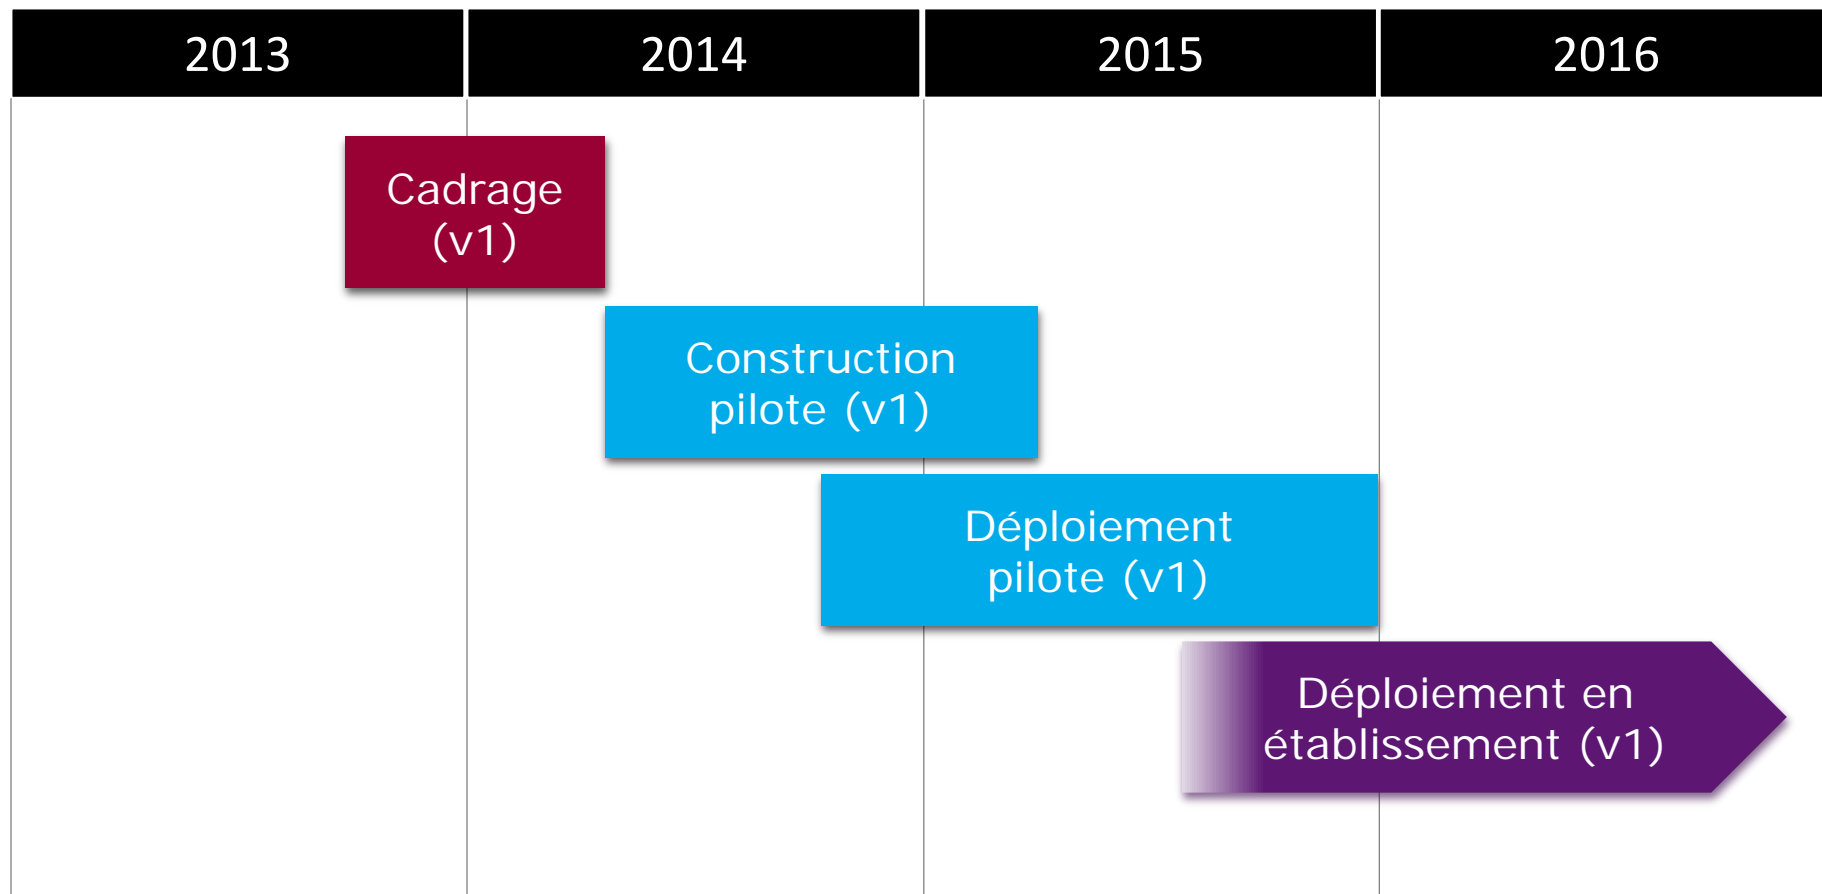 2013
2014
2015
2016
Cadrage
(v1)
Construction
pilote (v1)
Déploiement
pilote (v1)
Déploiement en
établissement (v1)